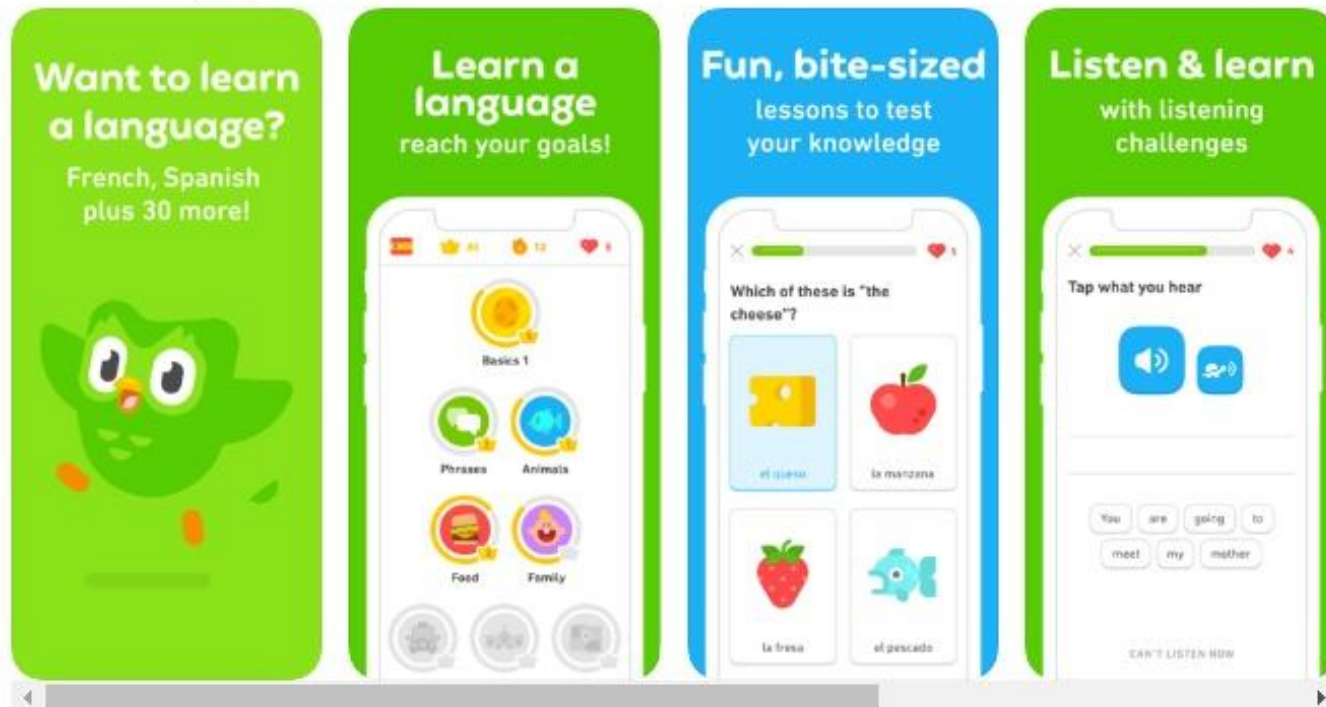 Want to learn
a language?
French, Spanish
plus 30 more!
Learn a
language
reach your goals!
12
Basics 1
Phrases
Animals
Food
Family
Fun, bite-sized
lessons to test
your knowledge
Which of these is "the
cheese"?
el queso
la manzana
la fresa
el pescado
Listen & learn
with listening
challenges
4
Tap what you hear
You are going to
meet my mother
CAN'T LISTEN NOW